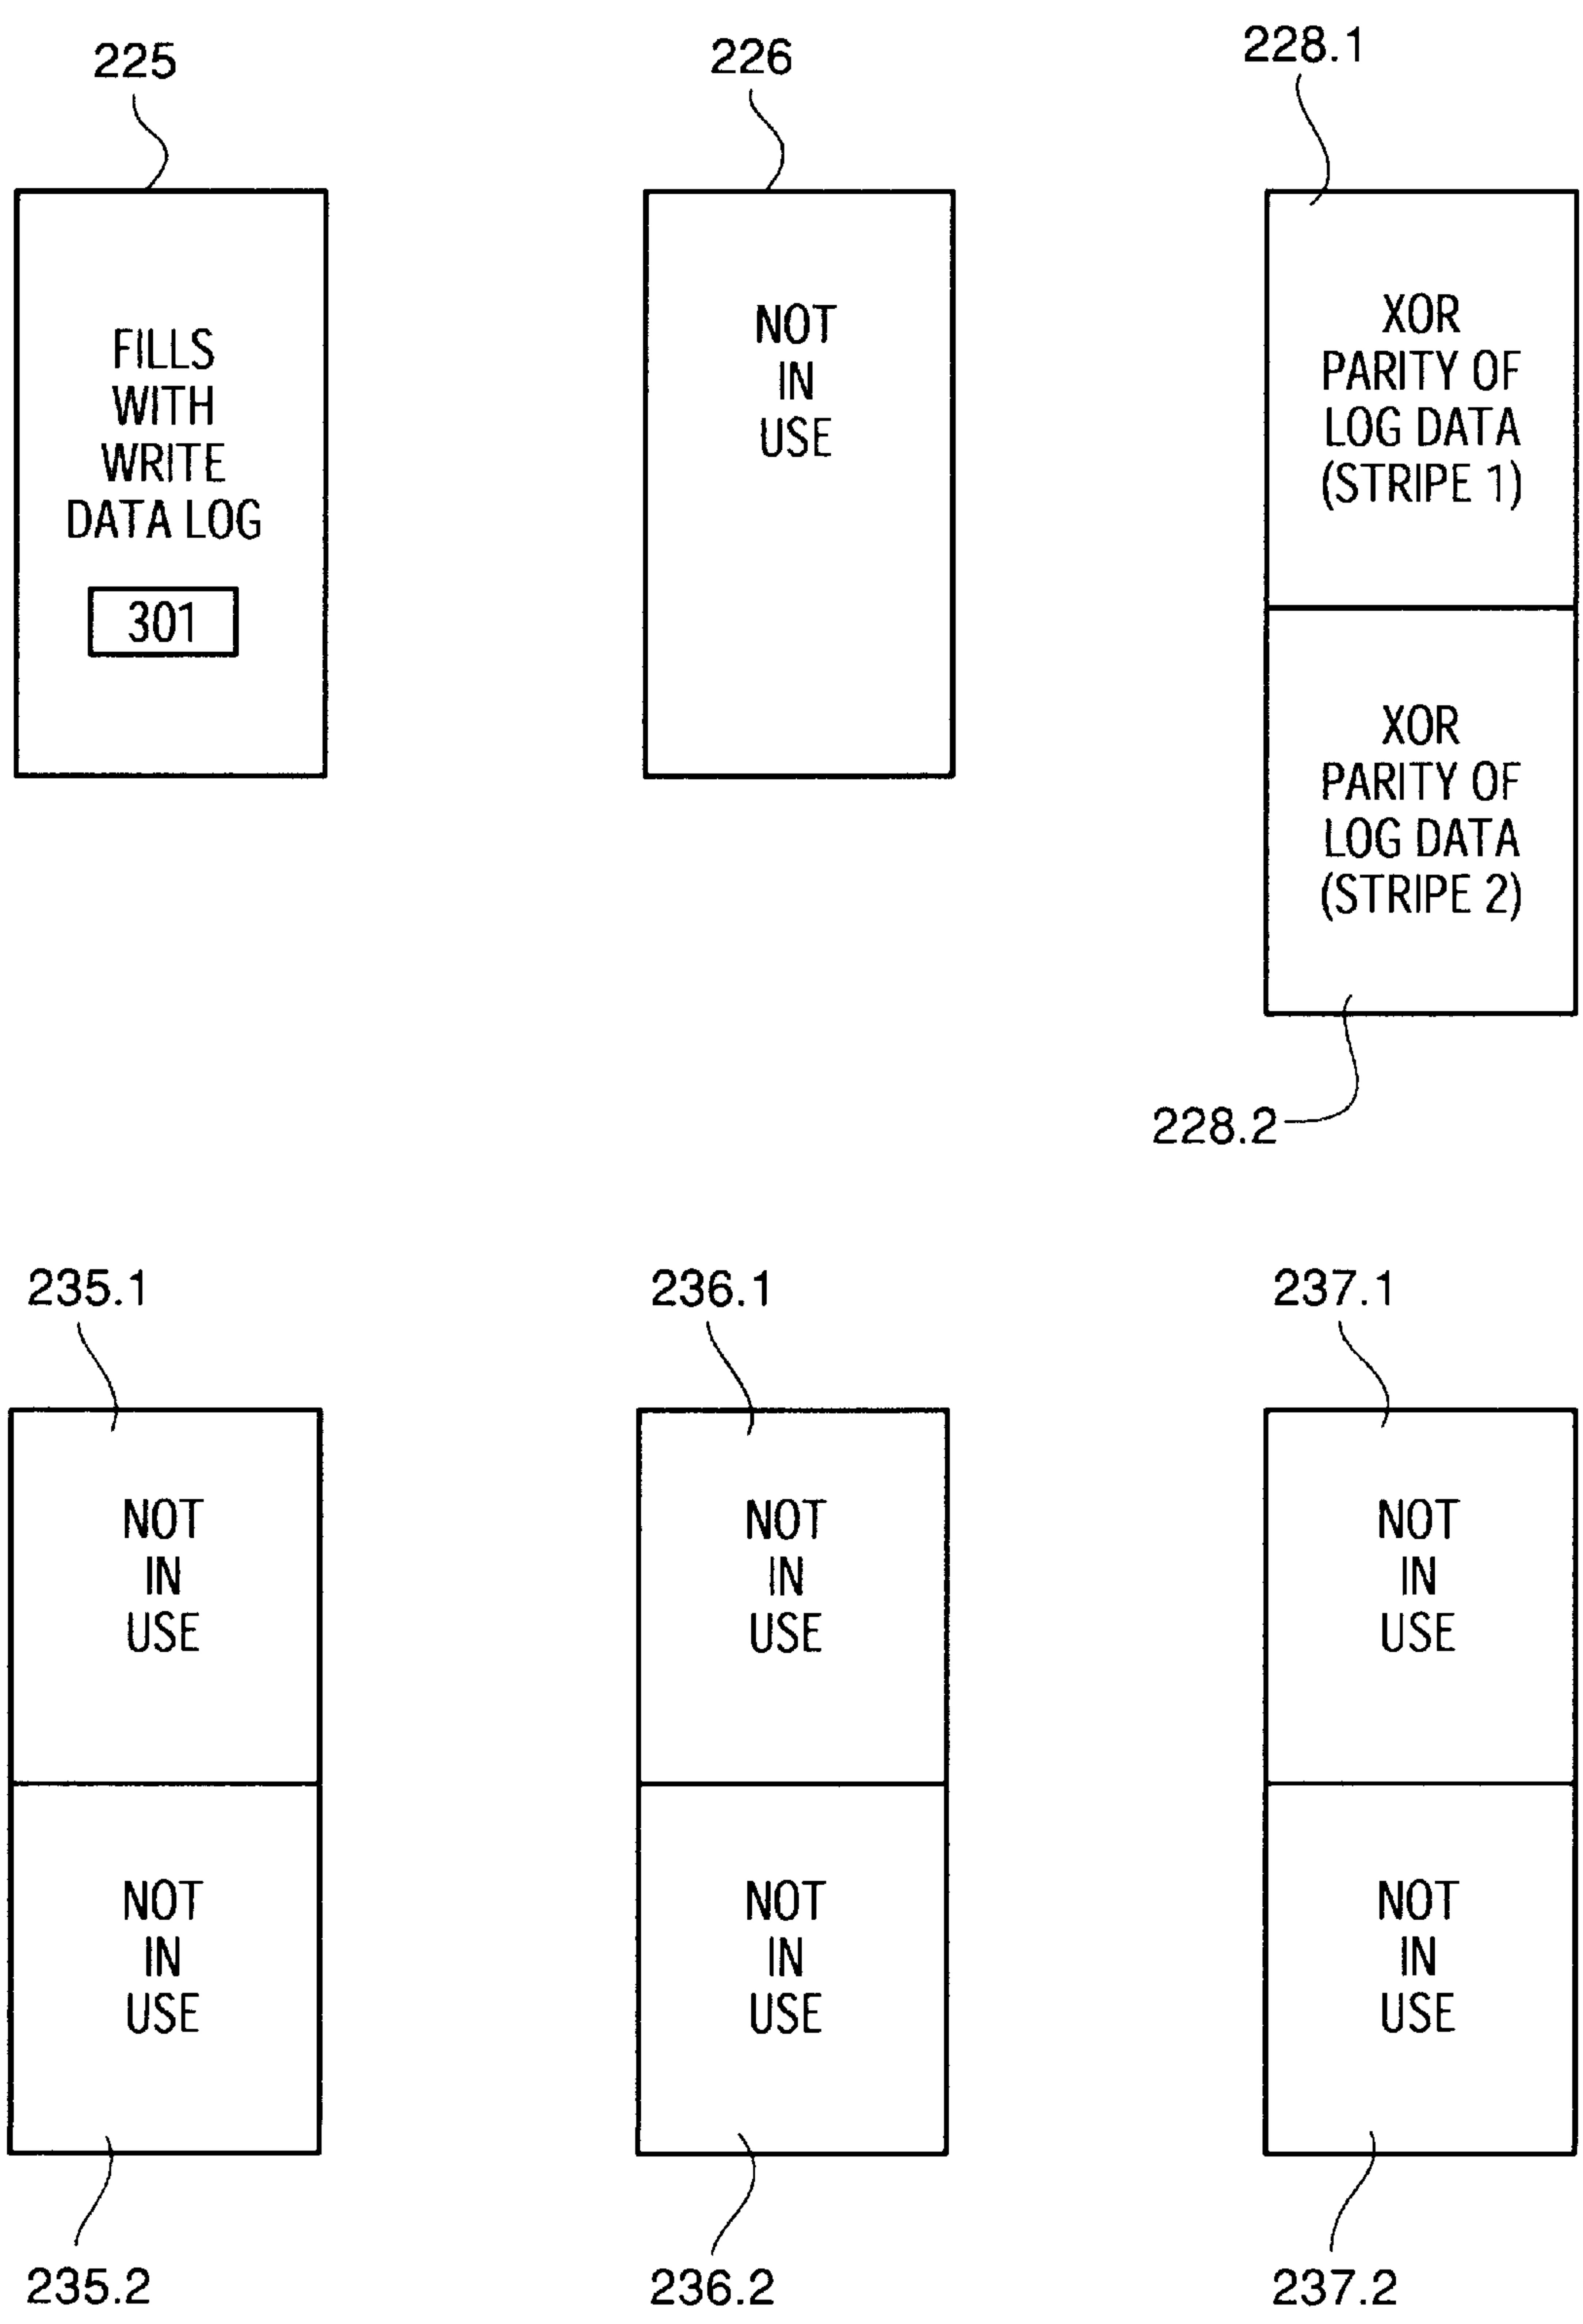 225
226
228.1
FILLS
WITH
WRITE
DATA LOG
301
NOT
IN
USE
XOR
PARITY OF
LOG DATA
(STRIPE 1)
XOR
PARITY OF
LOG DATA
(STRIPE 2)
228.2
235.1
236.1
237.1
NOT
IN
USE
NOT
IN
USE
NOT
IN
USE
NOT
IN
USE
NOT
IN
USE
NOT
IN
USE
235.2
236.2
237.2